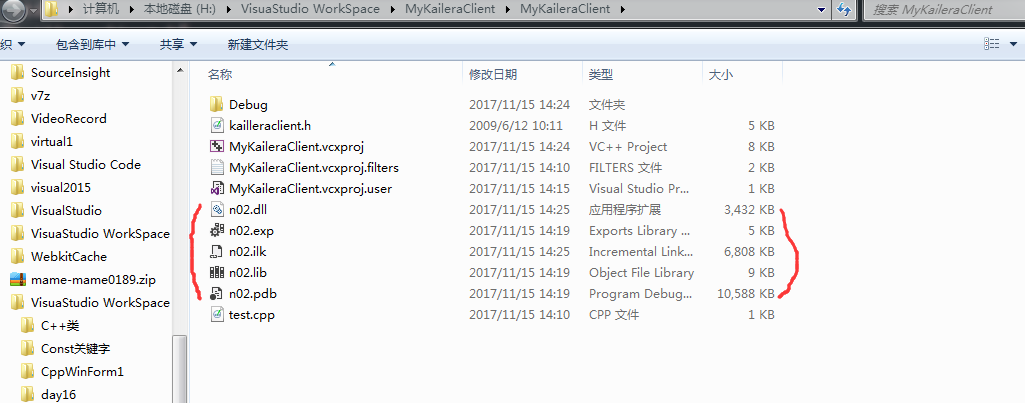 计算机 本地磁盘 (H:) VisuaStudio WorkSpace MyKaileraClient MyKaileraClient 搜索 MyKaileraClient
织 包含到库中 共享 新建文件夹
SourceInsight
v7z
VideoRecord
virtual1
Visual Studio Code
visual2015
VisualStudio
VisuaStudio WorkSpace
WebkitCache
mame-mame0189.zip
VisuaStudio WorkSpace
C++类
Const关键字
CppWinForm1
day16
名称 修改日期 类型 大小
Debug 2017/11/15 14:24 文件夹
kailleraclient.h 2009/6/12 10:11 H 文件 5 KB
MyKaileraClient.vcxproj 2017/11/15 14:24 VC++ Project 8 KB
MyKaileraClient.vcxproj.filters 2017/11/15 14:10 FILTERS 文件 2 KB
MyKaileraClient.vcxproj.user 2017/11/15 14:15 Visual Studio Pr... 1 KB
n02.dll 2017/11/15 14:25 应用程序扩展 3,432 KB
n02.exp 2017/11/15 14:19 Exports Library ... 5 KB
n02.ilk 2017/11/15 14:25 Incremental Link... 6,808 KB
n02.lib 2017/11/15 14:19 Object File Library 9 KB
n02.pdb 2017/11/15 14:19 Program Debug... 10,588 KB
test.cpp 2017/11/15 14:10 CPP 文件 1 KB